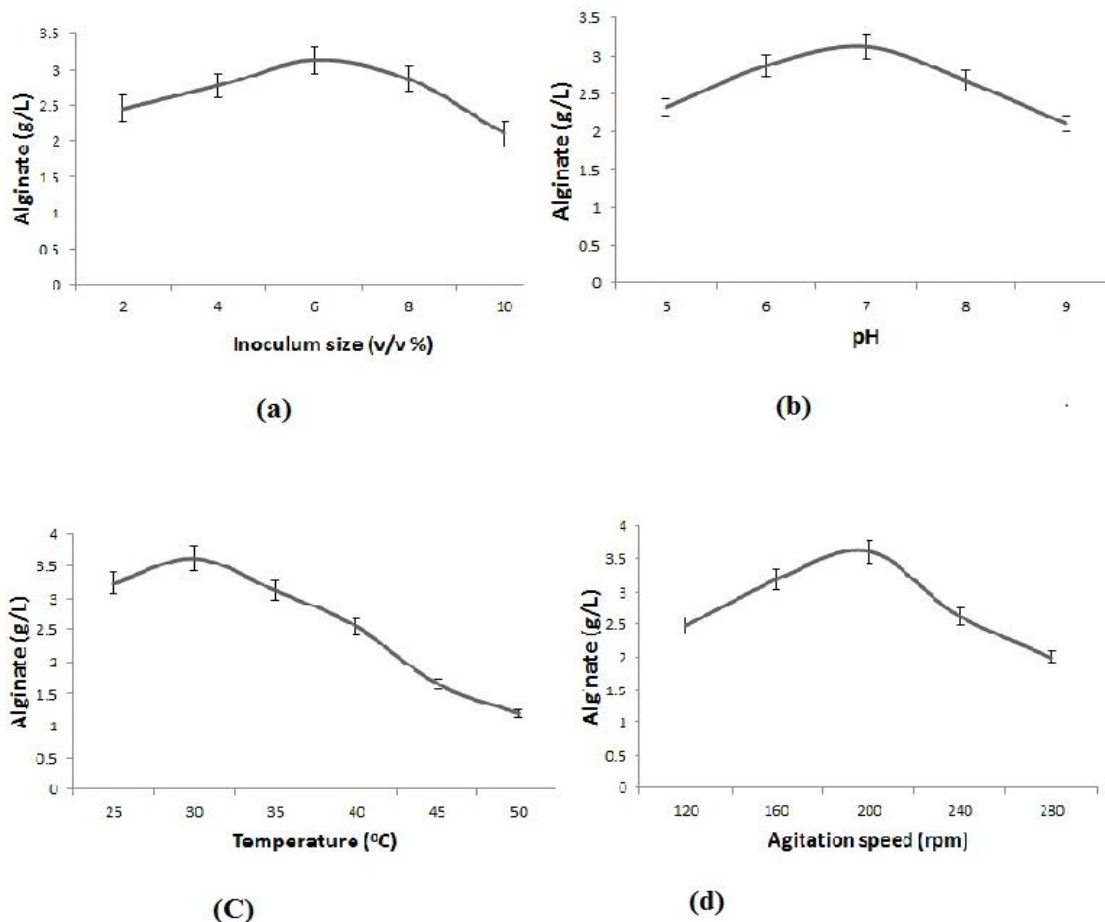 3.5
3
2.5
2
1.5
1
0.5
0
Alginate (g/L)
2 4 6 8 10
Inoculum size (v/v %)
(a)
3.5
3
2.5
2
1.5
1
0.5
0
Alginate (g/L)
5 6 7 8 9
pH
(b)
4
3.5
3
2.5
2
1.5
1
0.5
0
Alginate (g/L)
25 30 35 40 45 50
Temperature (⁰C)
(C)
4
3.5
3
2.5
2
1.5
1
0.5
0
Alginate (g/L)
120 160 200 240 280
Agitation speed (rpm)
(d)